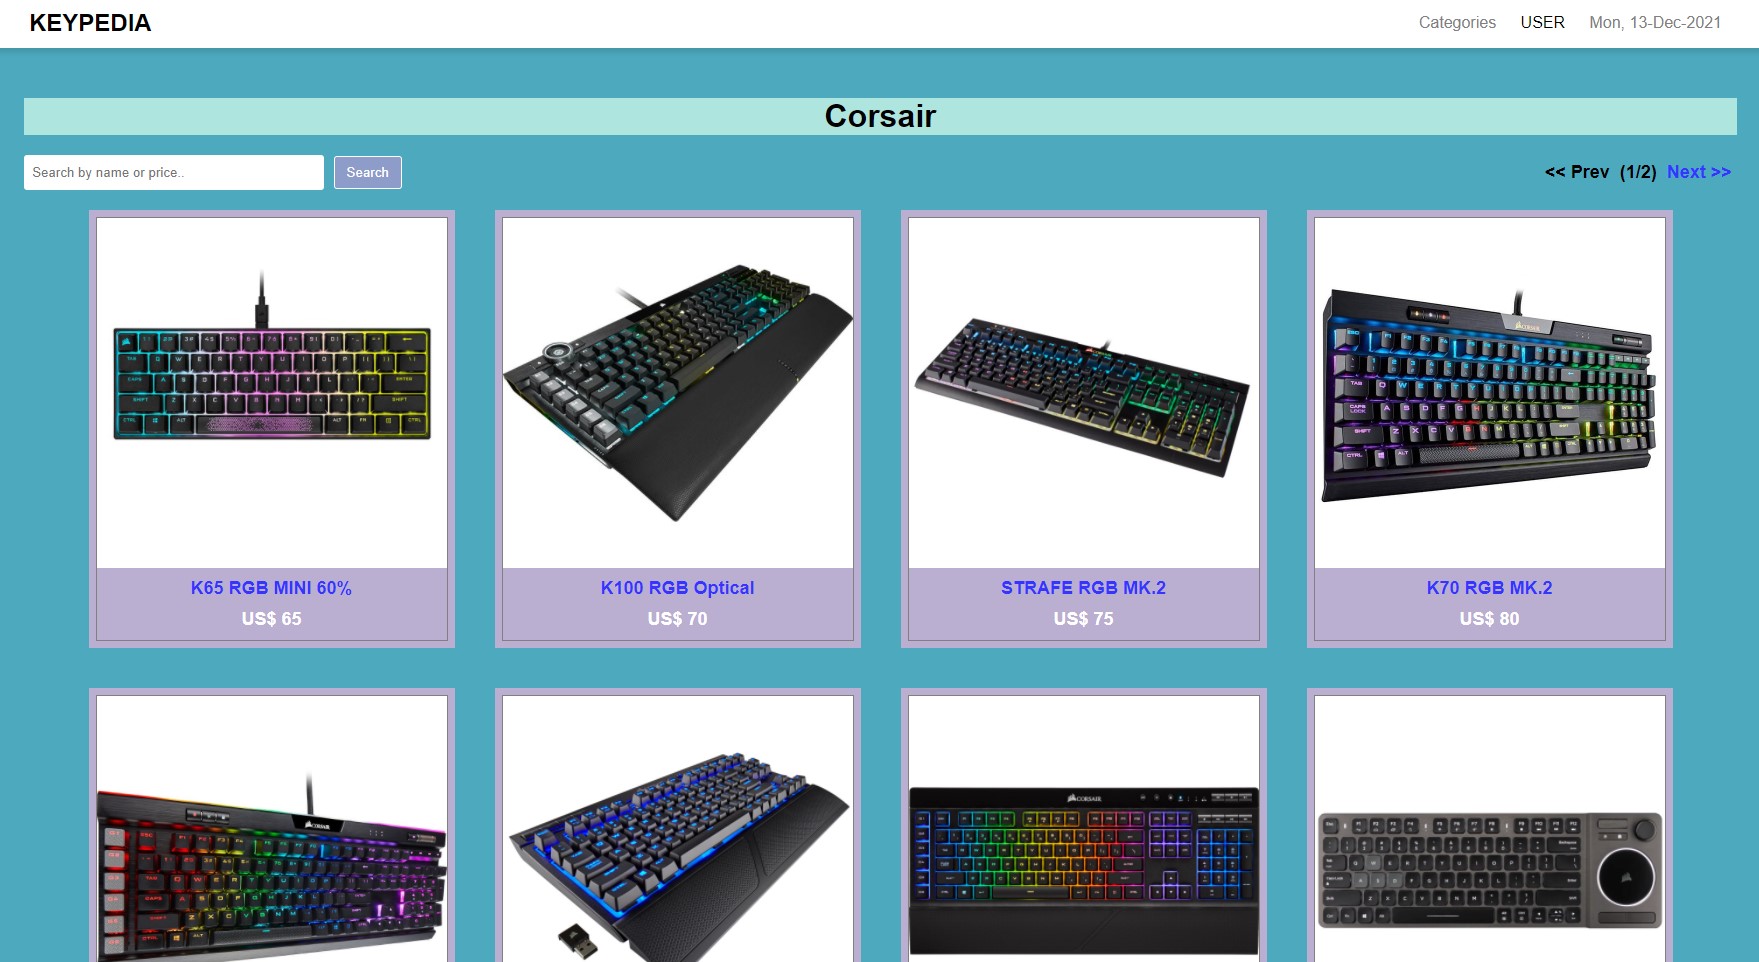 KEYPEDIA
Categories USER Mon, 13-Dec-2021
Corsair
Search by name or price..
Search
<< Prev (1/2) Next >>
K65 RGB MINI 60%
US$ 65
K100 RGB Optical
US$ 70
STRAFE RGB MK.2
US$ 75
K70 RGB MK.2
US$ 80